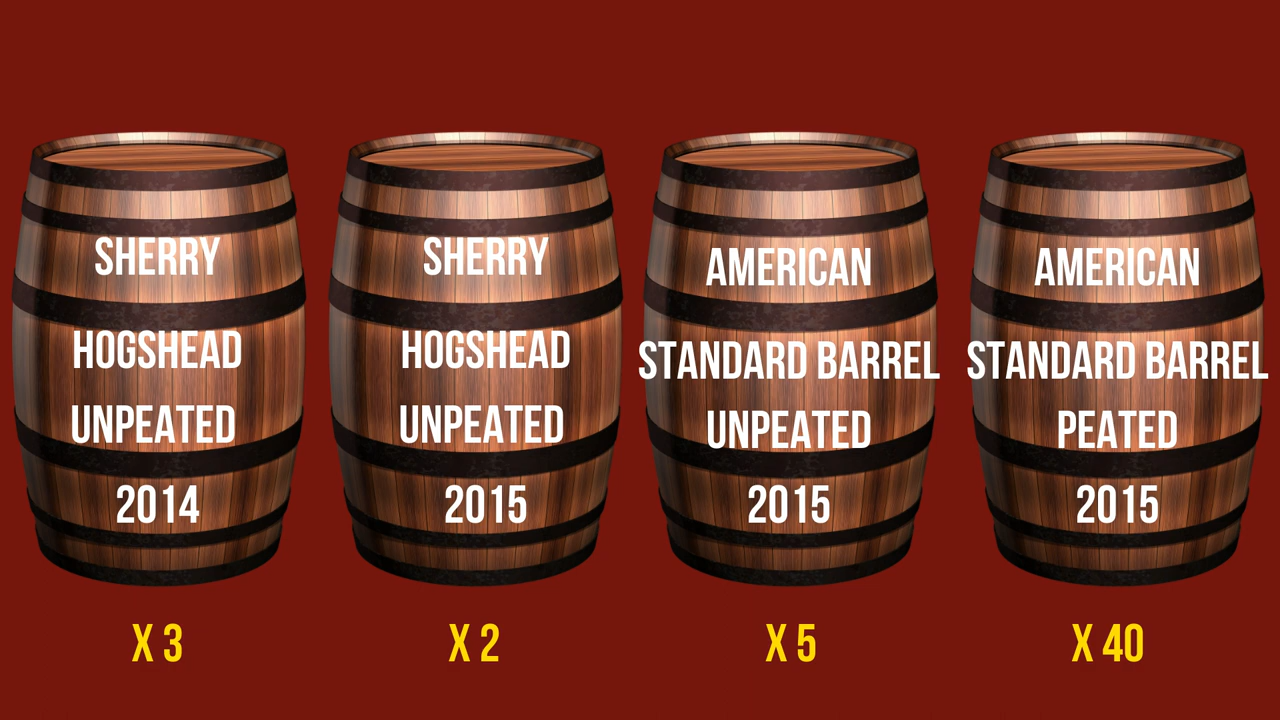 SHERRY
HOGSHEAD
UNPEATED
2014
X 3
SHERRY
HOGSHEAD
UNPEATED
2015
X 2
AMERICAN
STANDARD BARREL
UNPEATED
2015
X 5
AMERICAN
STANDARD BARREL
PEATED
2015
X 40